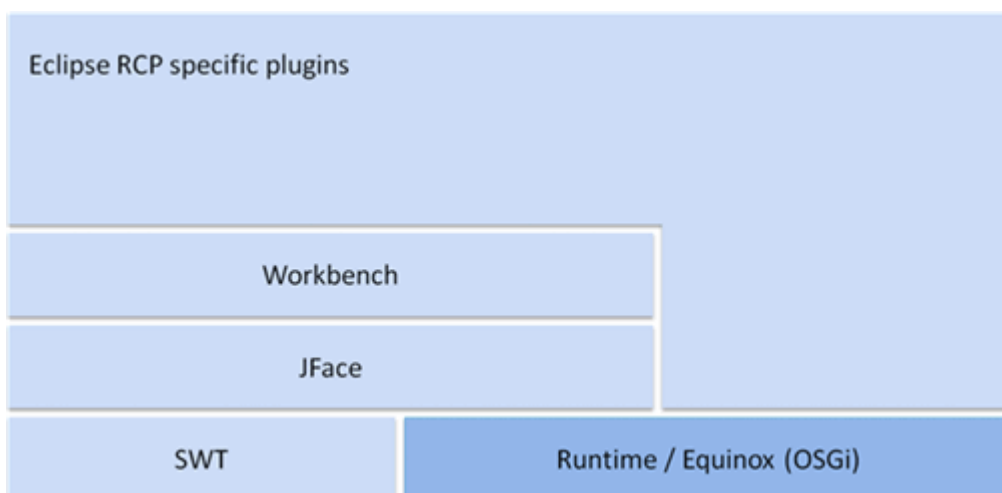 Eclipse RCP specific plugins
Workbench
JFace
SWT
Runtime / Equinox (OSGi)